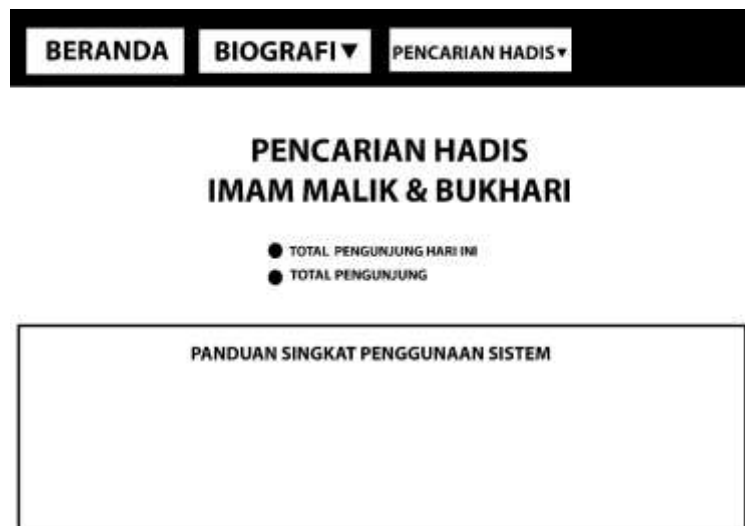 BERANDA BIOGRAFI▼ PENCARIAN HADIS▼
PENCARIAN HADIS
IMAM MALIK & BUKHARI
● TOTAL PENGUNJUNG HARI INI
● TOTAL PENGUNJUNG
PANDUAN SINGKAT PENGGUNAAN SISTEM